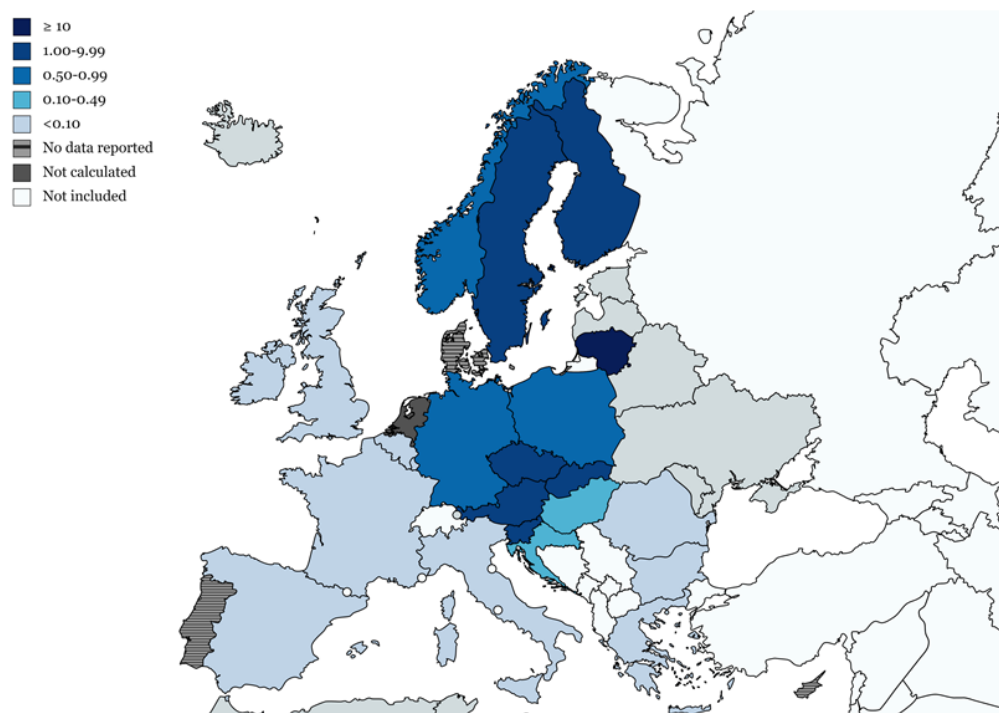 ≥ 10
1.00-9.99
0.50-0.99
0.10-0.49
<0.10
No data reported
Not calculated
Not included